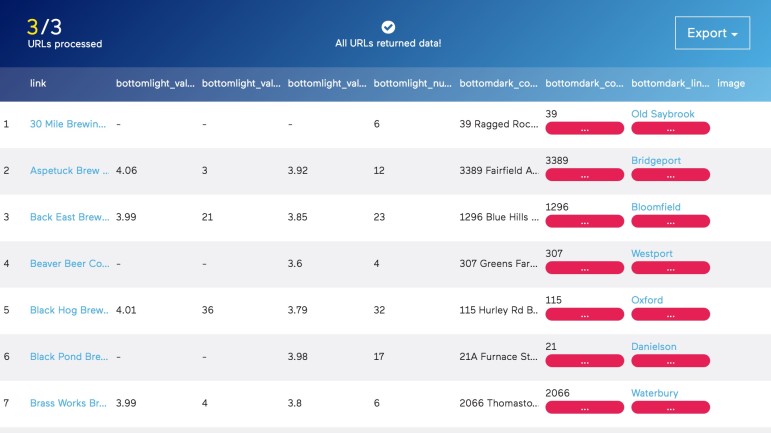 3/3
URLs processed
All URLs returned data!
Export
link bottomlight_val... bottomlight_val... bottomlight_val... bottomlight_nu... bottomdark_co... bottomdark_co... bottomdark_lin... image
1 30 Mile Brewin... - - - 6 39 Ragged Roc... 39 ... Old Saybrook ...
2 Aspetuck Brew ... 4.06 3 3.92 12 3389 Fairfield A... 3389 ... Bridgeport ...
3 Back East Brew... 3.99 21 3.85 23 1296 Blue Hills ... 1296 ... Bloomfield ...
4 Beaver Beer Co... - - 3.6 4 307 Greens Far... 307 ... Westport ...
5 Black Hog Brew.. 4.01 36 3.79 32 115 Hurley Rd B.. 115 ... Oxford ...
6 Black Pond Bre... - - 3.98 17 21A Furnace St... 21 ... Danielson ...
7 Brass Works Br... 3.99 4 3.8 6 2066 Thomasto... 2066 ... Waterbury ...